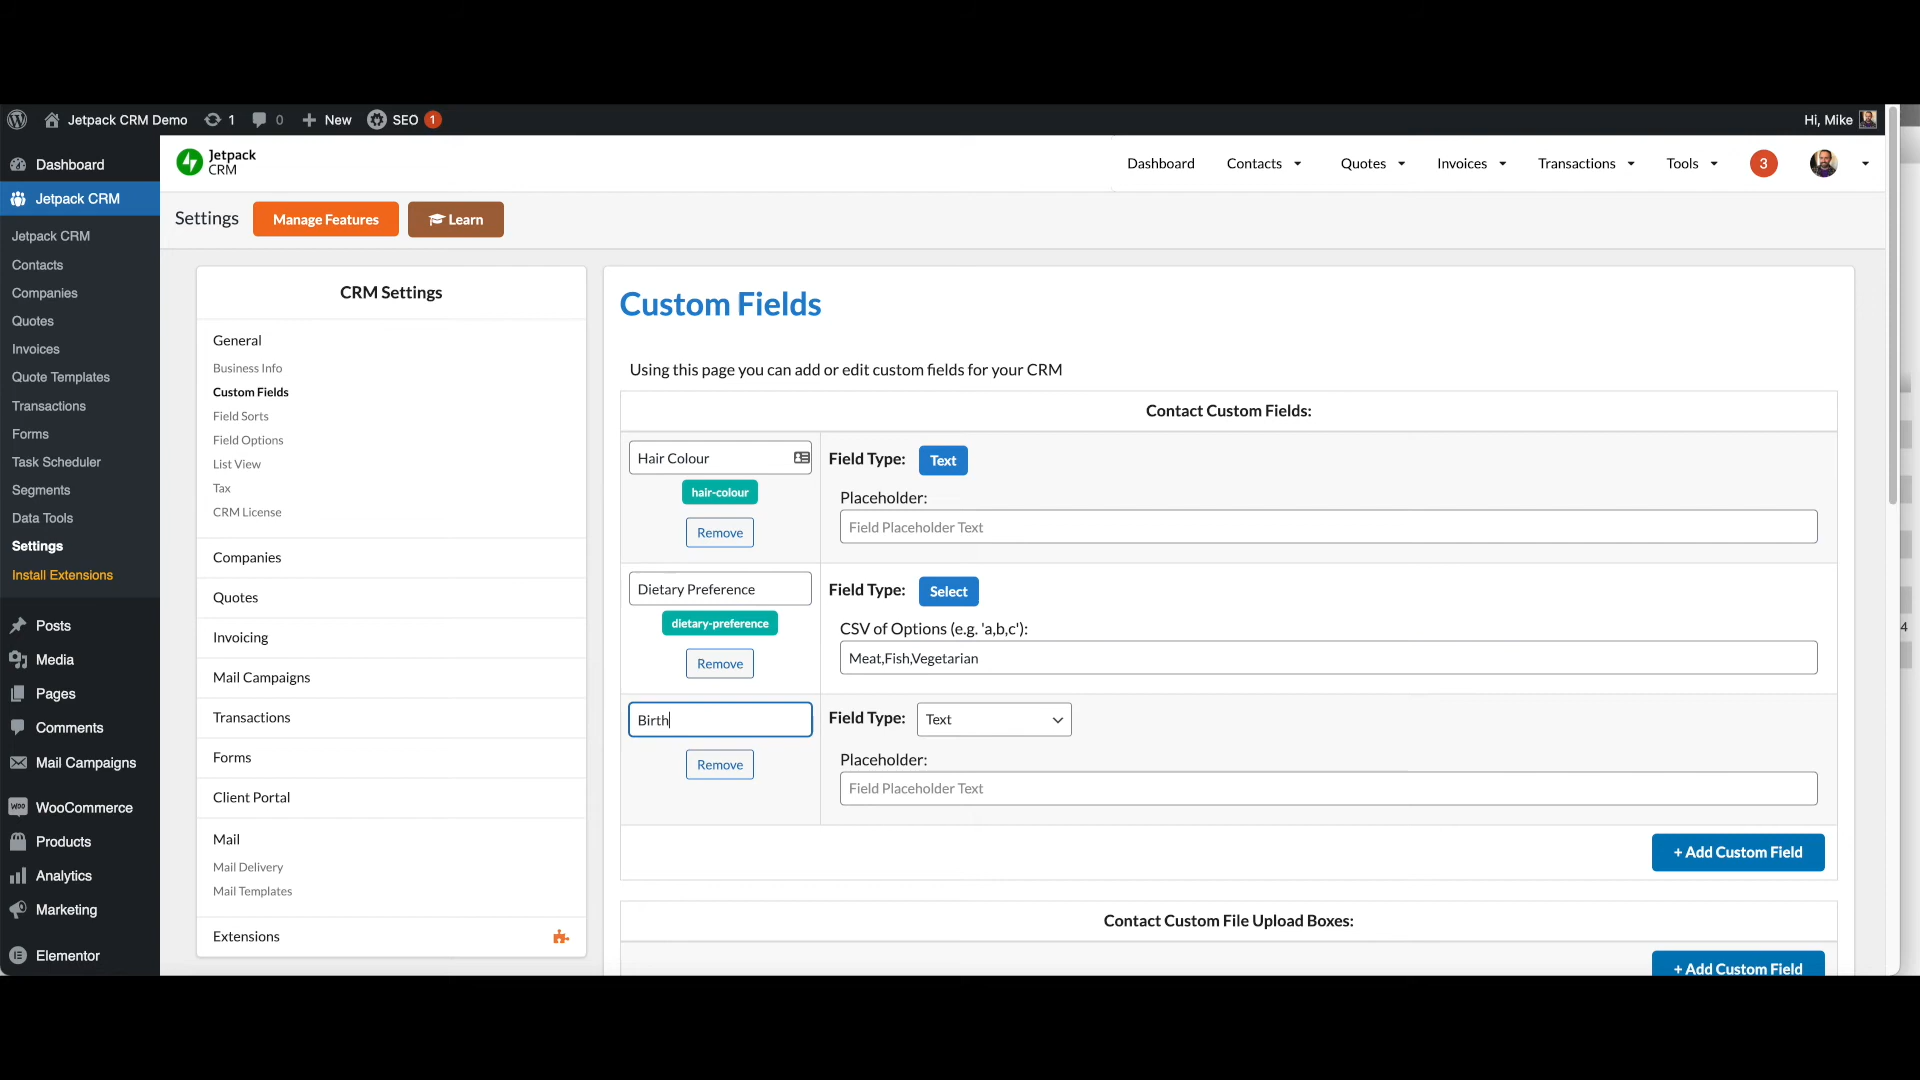 Jetpack CRM Demo 1 0 New SEO 1 Hi, Mike
Dashboard
Jetpack CRM
Jetpack CRM
Contacts
Companies
Quotes
Invoices
Quote Templates
Transactions
Forms
Task Scheduler
Segments
Data Tools
Settings
Install Extensions
Posts
Media
Pages
Comments
Mail Campaigns
WooCommerce
Products
Analytics
Marketing
Elementor
Jetpack
CRM
Dashboard Contacts Quotes Invoices Transactions Tools 3
Settings Manage Features Learn
CRM Settings
General
Business Info
Custom Fields
Field Sorts
Field Options
List View
Tax
CRM License
Companies
Quotes
Invoicing
Mail Campaigns
Transactions
Forms
Client Portal
Mail
Mail Delivery
Mail Templates
Extensions
Custom Fields
Using this page you can add or edit custom fields for your CRM
Contact Custom Fields:
Hair Colour
hair-colour
Remove
Field Type: Text
Placeholder:
Field Placeholder Text
Dietary Preference
dietary-preference
Remove
Field Type: Select
CSV of Options (e.g. 'a,b,c'):
Meat,Fish,Vegetarian
Birth
Remove
Field Type: Text
Placeholder:
Field Placeholder Text
+ Add Custom Field
Contact Custom File Upload Boxes:
+ Add Custom Field
4